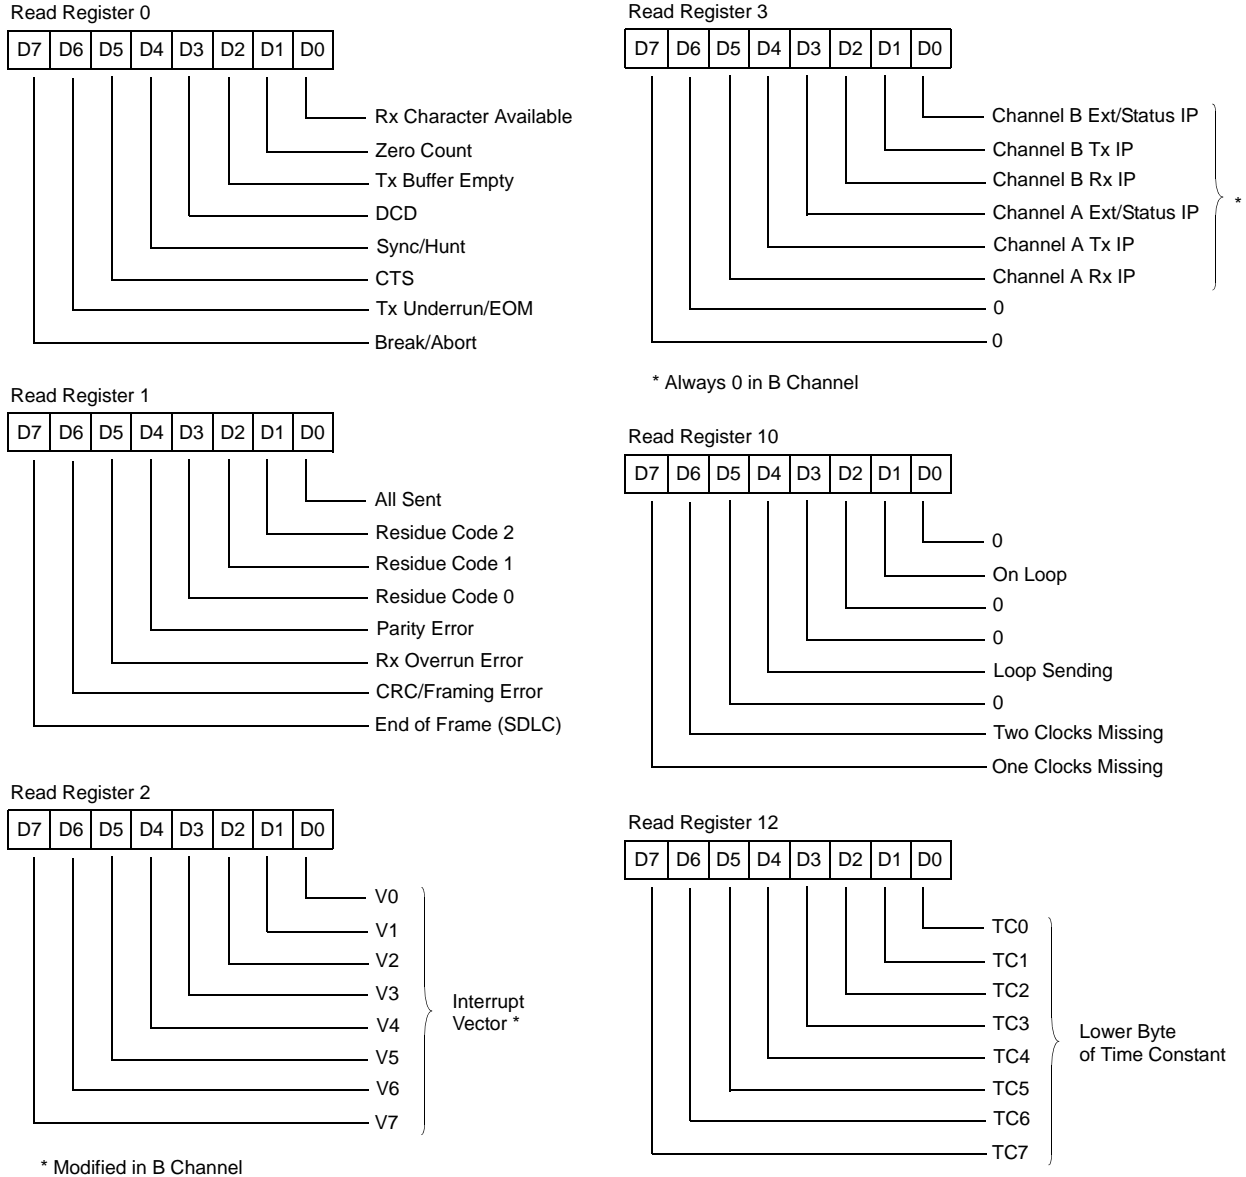 Read Register 0
D7 D6 D5 D4 D3 D2 D1 D0
Rx Character Available
Zero Count
Tx Buffer Empty
DCD
Sync/Hunt
CTS
Tx Underrun/EOM
Break/Abort
Read Register 1
D7 D6 D5 D4 D3 D2 D1 D0
All Sent
Residue Code 2
Residue Code 1
Residue Code 0
Parity Error
Rx Overrun Error
CRC/Framing Error
End of Frame (SDLC)
Read Register 2
D7 D6 D5 D4 D3 D2 D1 D0
V0
V1
V2
V3
V4
V5
V6
V7
Interrupt
Vector *
* Modified in B Channel
Read Register 3
D7 D6 D5 D4 D3 D2 D1 D0
Channel B Ext/Status IP
Channel B Tx IP
Channel B Rx IP
Channel A Ext/Status IP
Channel A Tx IP
Channel A Rx IP
0
0
*
* Always 0 in B Channel
Read Register 10
D7 D6 D5 D4 D3 D2 D1 D0
0
On Loop
0
0
Loop Sending
0
Two Clocks Missing
One Clocks Missing
Read Register 12
D7 D6 D5 D4 D3 D2 D1 D0
TC0
TC1
TC2
TC3
TC4
TC5
TC6
TC7
Lower Byte
of Time Constant